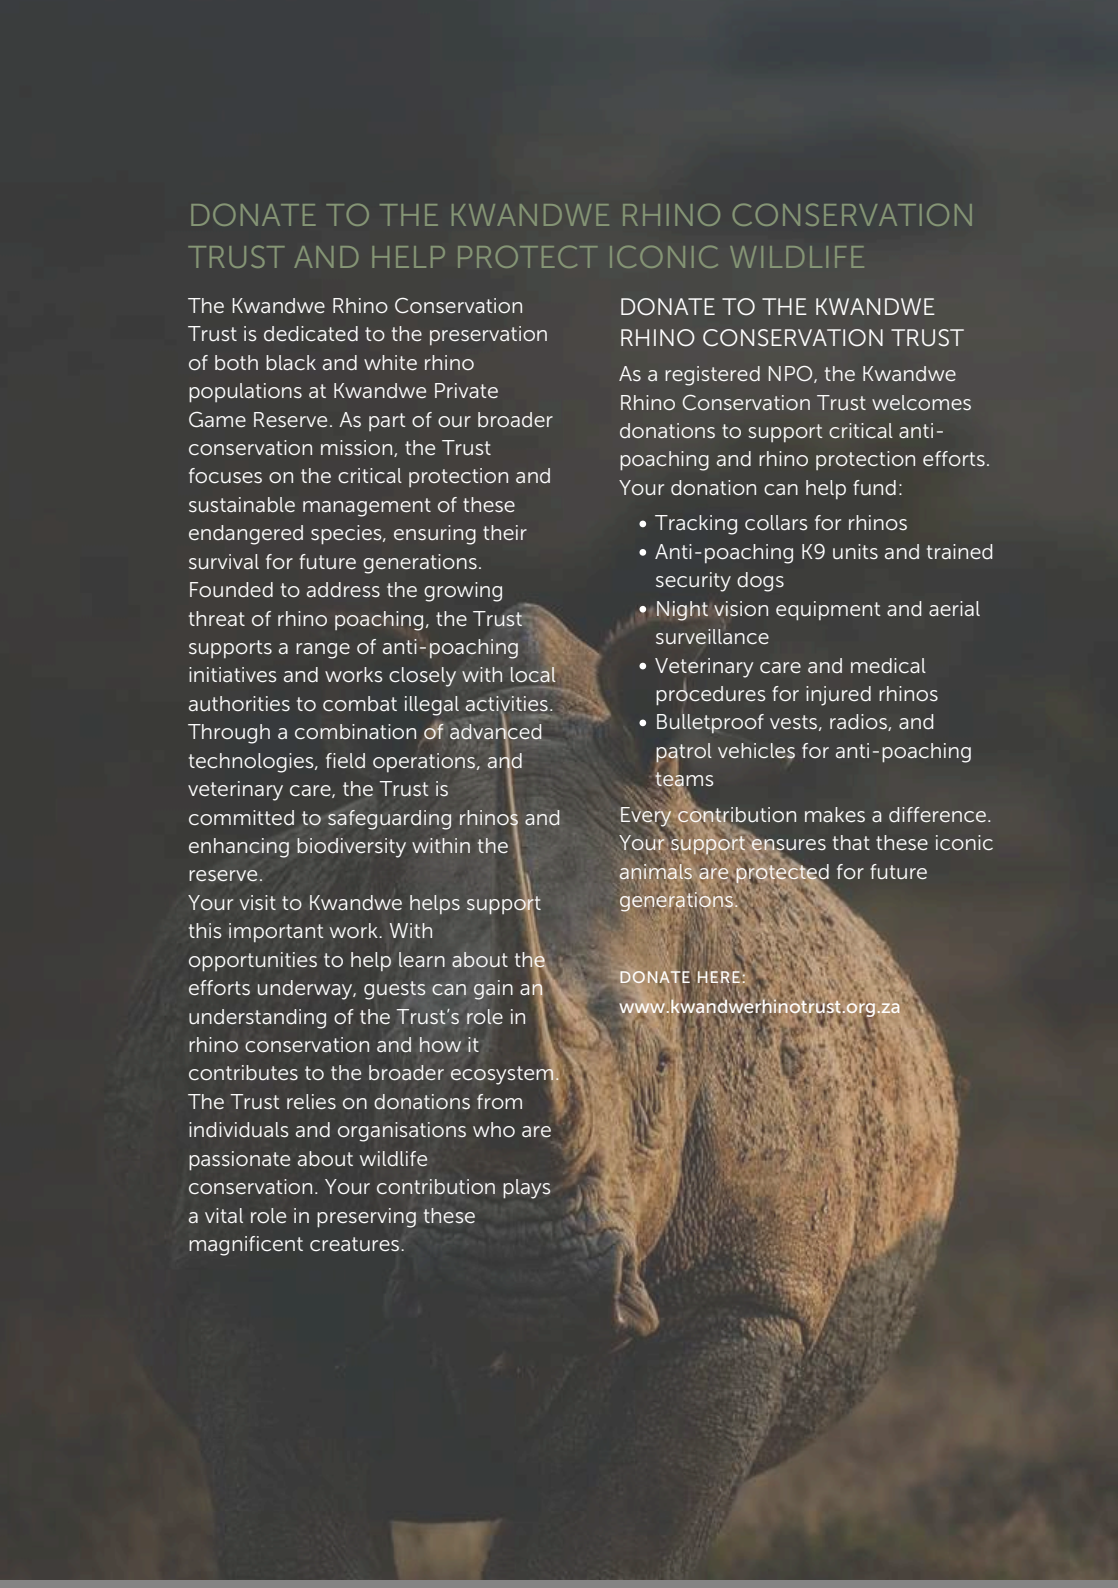 DONATE TO THE KWANDWE RHINO CONSERVATION
TRUST AND HELP PROTECT ICONIC WILDLIFE
The Kwandwe Rhino Conservation
Trust is dedicated to the preservation
of both black and white rhino
populations at Kwandwe Private
Game Reserve. As part of our broader
conservation mission, the Trust
focuses on the critical protection and
sustainable management of these
endangered species, ensuring their
survival for future generations.
Founded to address the growing
threat of rhino poaching, the Trust
supports a range of anti-poaching
initiatives and works closely with local
authorities to combat illegal activities.
Through a combination of advanced
technologies, field operations, and
veterinary care, the Trust is
committed to safeguarding rhinos and
enhancing biodiversity within the
reserve.
Your visit to Kwandwe helps support
this important work. With
opportunities to help learn about the
efforts underway, guests can gain an
understanding of the Trust's role in
rhino conservation and how it
contributes to the broader ecosystem.
The Trust relies on donations from
individuals and organisations who are
passionate about wildlife
conservation. Your contribution plays
a vital role in preserving these
magnificent creatures.
DONATE TO THE KWANDWE
RHINO CONSERVATION TRUST
As a registered NPO, the Kwandwe
Rhino Conservation Trust welcomes
donations to support critical anti-
poaching and rhino protection efforts.
Your donation can help fund:
• Tracking collars for rhinos
• Anti-poaching K9 units and trained
security dogs
• Night vision equipment and aerial
surveillance
• Veterinary care and medical
procedures for injured rhinos
• Bulletproof vests, radios, and
patrol vehicles for anti-poaching
teams
Every contribution makes a difference.
Your support ensures that these iconic
animals are protected for future
generations.
DONATE HERE:
www.kwandwerhinotrust.org.za